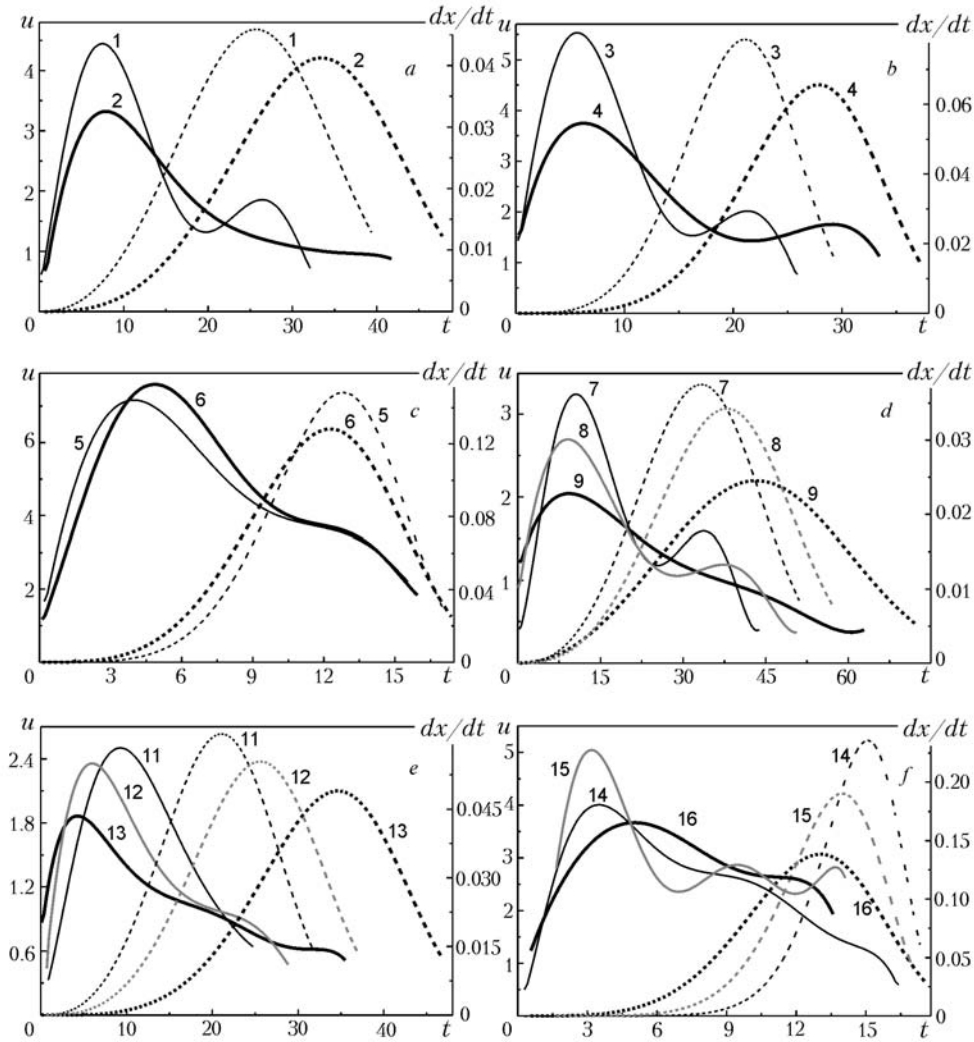 u dx/dt u dx/dt
1 1 2 a 3 3 b
4 0.04 5
2 4 4 0.06
3 0.03 4
2 0.02 3 0.04
2
1 0.01 1 0.02
0 10 20 30 40 t 0 0 10 20 30 t 0
u dx/dt u dx/dt
6 5 c 7 7 d
5 6 0.12 3 8 8 0.03
6 9 9
4 0.08 2 0.02
2 0.04 1 0.01
0 3 6 9 12 15 t 0 0 15 30 45 60 t 0
u dx/dt u dx/dt
2.4 11 11 e 5 15 14 f 0.20
12 12 14 15
1.8 13 13 0.045 4 16 0.15
1.2 0.030 3 16 0.10
2
0.6 0.015 1 0.05
0 10 20 30 40 t 0 0 3 6 9 12 15 t 0